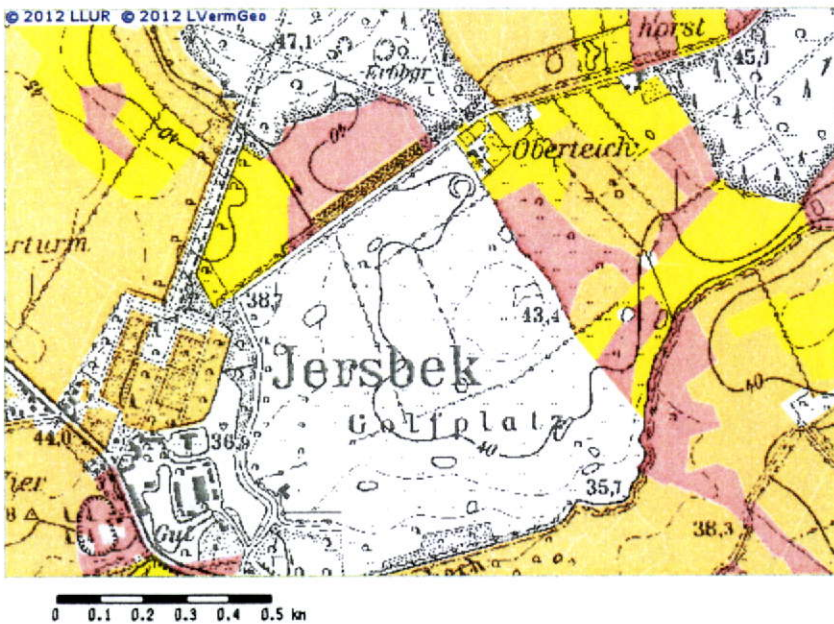 © 2012 LLUR © 2012 LVermGeo
47,1
horst
45,1
Erbbgr
40
40
Oberteich
rturm
38,7
43,4
Jersbek
Golfplatz
40
40
44,0
36,9
35,7
38,3
Gut
0 0.1 0.2 0.3 0.4 0.5 km